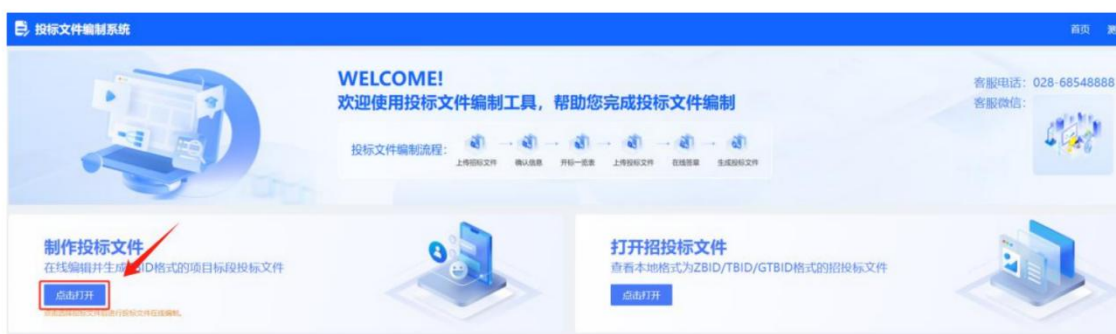 投标文件编制系统
首页
WELCOME!
欢迎使用投标文件编制工具，帮助您完成投标文件编制
客服电话：028-68548888
客服微信：
投标文件编制流程：
上传招标文件 确认信息 开标一览表 上传投标文件 在线签章 生成投标文件
制作投标文件
在线编辑并生成 BID格式的项目标段投标文件
点击打开
打开招投标文件
查看本地格式为ZBID/TBID/GTBID格式的招投标文件
点击打开